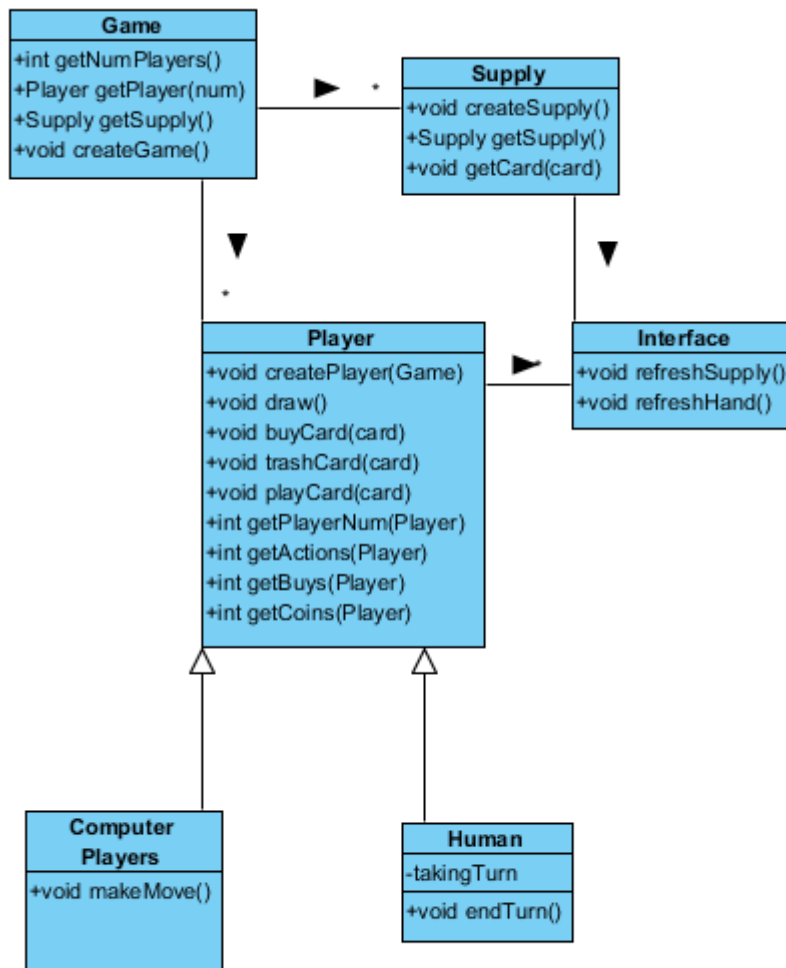 Game
+int getNumPlayers()
+Player getPlayer(num)
+Supply getSupply()
+void createGame()
*
Supply
+void createSupply()
+Supply getSupply()
+void getCard(card)
*
Player
+void createPlayer(Game)
+void draw()
+void buyCard(card)
+void trashCard(card)
+void playCard(card)
+int getPlayerNum(Player)
+int getActions(Player)
+int getBuys(Player)
+int getCoins(Player)
*
Interface
+void refreshSupply()
+void refreshHand()
Computer
Players
+void makeMove()
Human
-takingTurn
+void endTurn()